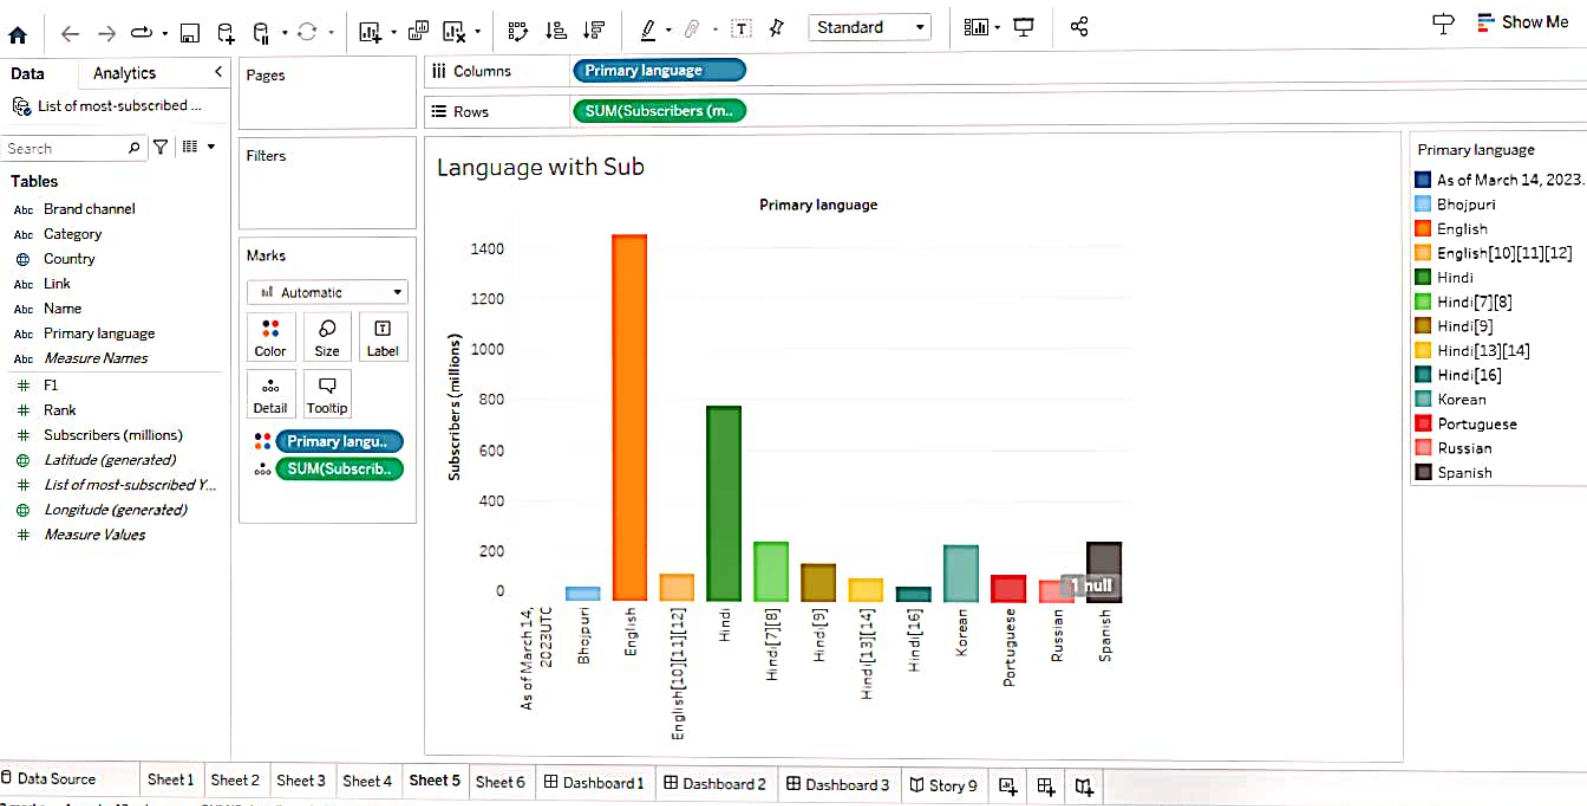 Standard
Show Me
Data
Analytics
Pages
Columns
Primary language
List of most-subscribed ...
Rows
SUM(Subscribers (m..
Search
Filters
Tables
Abc Brand channel
Abc Category
Country
Abc Link
Abc Name
Abc Primary language
Abc Measure Names
# F1
# Rank
# Subscribers (millions)
Latitude (generated)
# List of most-subscribed Y...
Longitude (generated)
# Measure Values
Marks
Automatic
Color
Size
Label
Detail
Tooltip
Primary langu..
SUM(Subscrib..
Language with Sub
Primary language
Subscribers (millions)
1400
1200
1000
800
600
400
200
0
1 null
As of March 14,
2023UTC
Bhojpuri
English
English[10][11][12]
Hindi
Hindi[7][8]
Hindi[9]
Hindi[13][14]
Hindi[16]
Korean
Portuguese
Russian
Spanish
Primary language
As of March 14, 2023.
Bhojpuri
English
English[10][11][12]
Hindi
Hindi[7][8]
Hindi[9]
Hindi[13][14]
Hindi[16]
Korean
Portuguese
Russian
Spanish
Data Source
Sheet 1
Sheet 2
Sheet 3
Sheet 4
Sheet 5
Sheet 6
Dashboard 1
Dashboard 2
Dashboard 3
Story 9